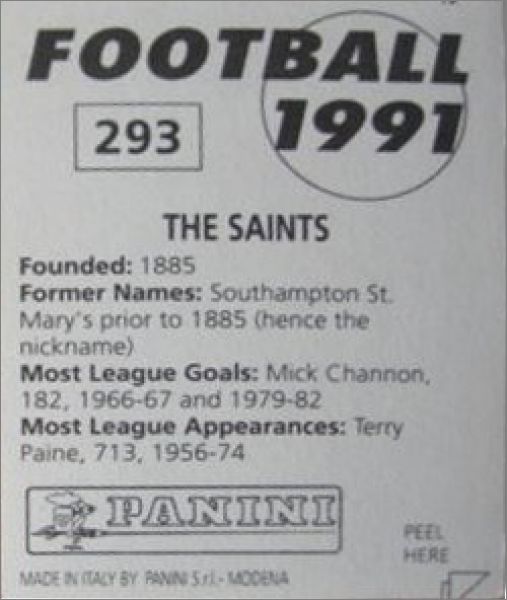 FOOTBALL
1991
293
THE SAINTS
Founded: 1885
Former Names: Southampton St.
Mary's prior to 1885 (hence the
nickname)
Most League Goals: Mick Channon,
182, 1966-67 and 1979-82
Most League Appearances: Terry
Paine, 713, 1956-74
PANINI
PEEL
HERE
MADE IN ITALY BY PANINI S.r.l.- MODENA